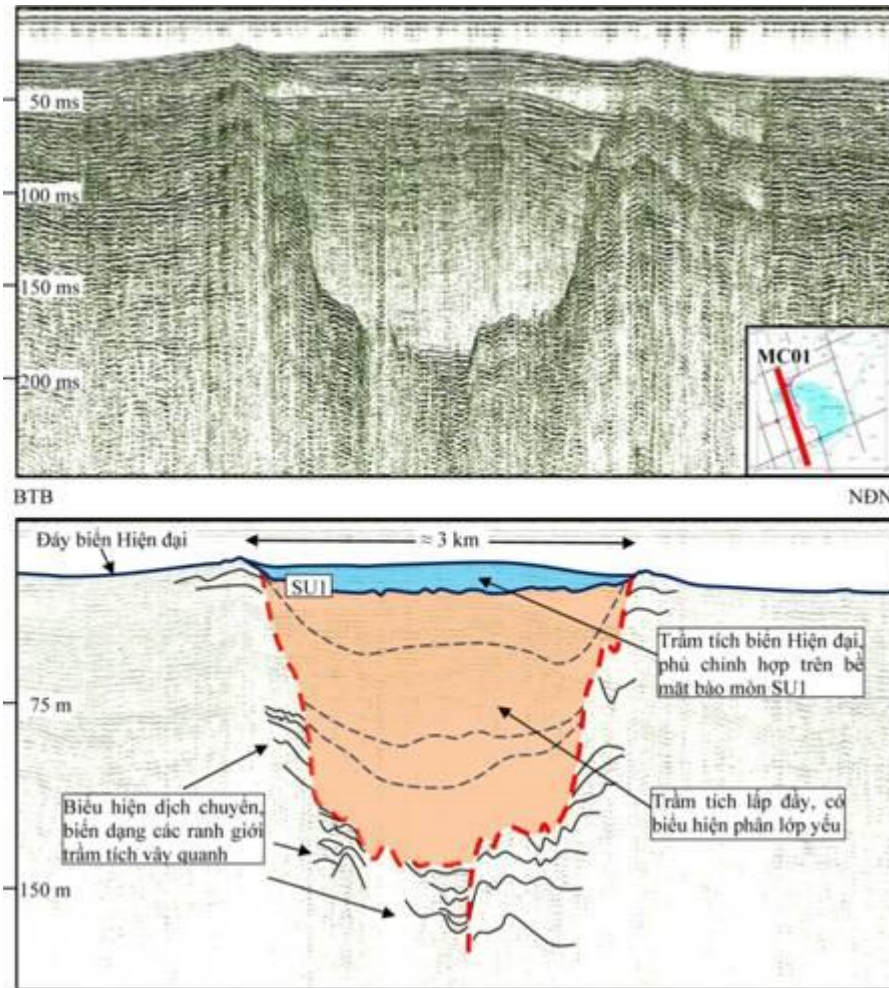 50 ms
100 ms
150 ms
200 ms
MC01
BTB
NĐN
Đáy biển Hiện đại
≈ 3 km
SU1
Trầm tích biển Hiện đại,
phủ chỉnh hợp trên bề
mặt bào mòn SU1
75 m
Biểu hiện dịch chuyển,
biến dạng các ranh giới
trầm tích vây quanh
Trầm tích lấp đầy, có
biểu hiện phân lớp yếu
150 m